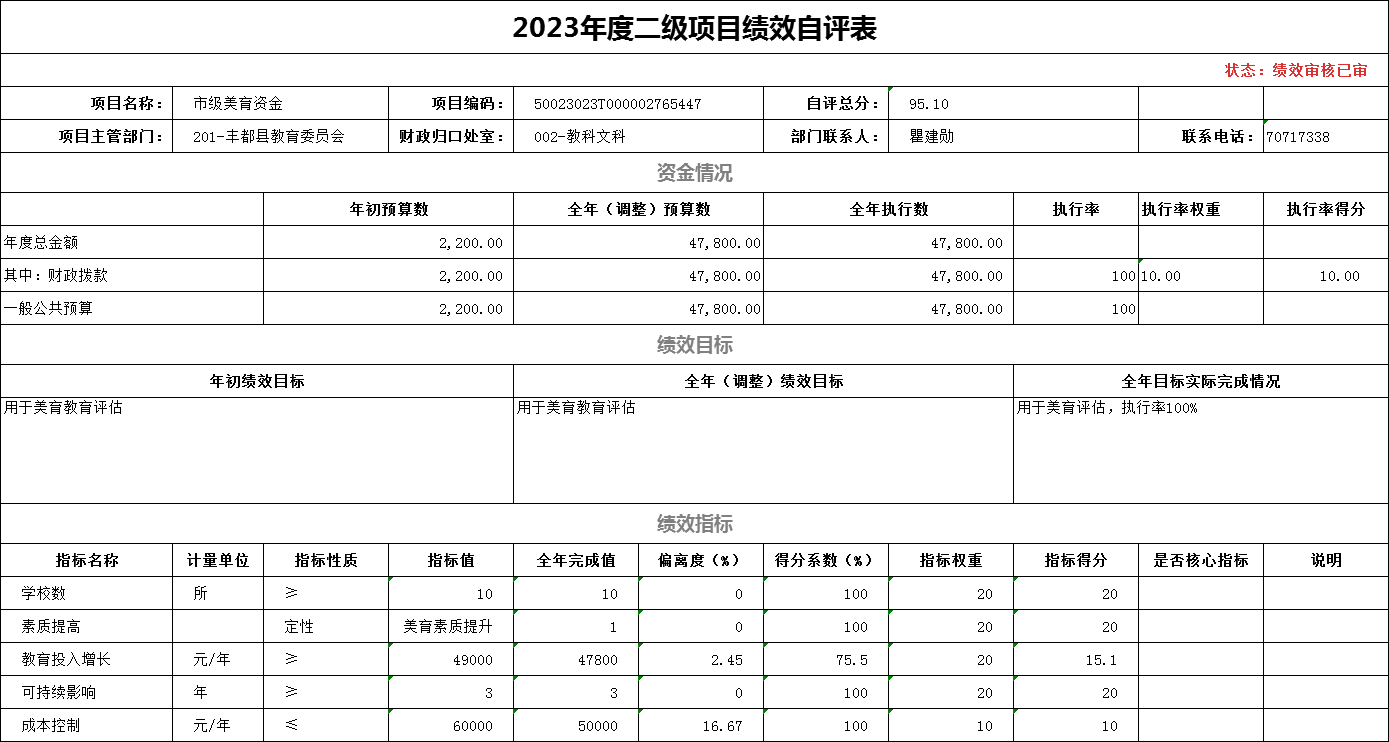 2023年度二级项目绩效自评表
状态：绩效审核已审
项目名称： 市级美育资金 项目编码： 50023023T000002765447 自评总分： 95.10
项目主管部门： 201-丰都县教育委员会 财政归口处室： 002-教科文科 部门联系人： 瞿建勋 联系电话： 70717338
资金情况
年初预算数 全年（调整）预算数 全年执行数 执行率 执行率权重 执行率得分
年度总金额 2,200.00 47,800.00 47,800.00
其中：财政拨款 2,200.00 47,800.00 47,800.00 100 10.00 10.00
一般公共预算 2,200.00 47,800.00 47,800.00 100
绩效目标
年初绩效目标 全年（调整）绩效目标 全年目标实际完成情况
用于美育教育评估 用于美育教育评估 用于美育评估，执行率100%
绩效指标
指标名称 计量单位 指标性质 指标值 全年完成值 偏离度（%） 得分系数（%） 指标权重 指标得分 是否核心指标 说明
学校数 所 ≥ 10 10 0 100 20 20
素质提高 定性 美育素质提升 1 0 100 20 20
教育投入增长 元/年 ≥ 49000 47800 2.45 75.5 20 15.1
可持续影响 年 ≥ 3 3 0 100 20 20
成本控制 元/年 ≤ 60000 50000 16.67 100 10 10